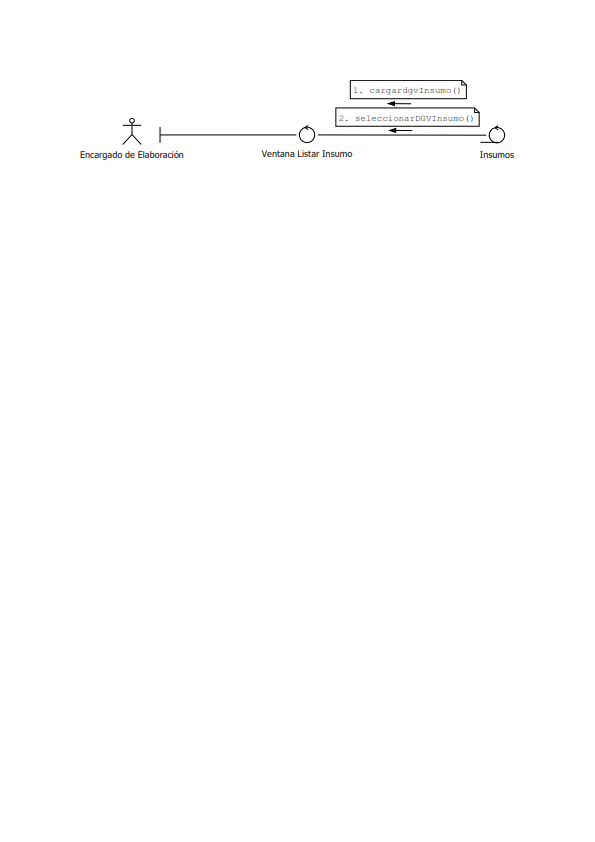 1. cargardgvInsumo()
2. seleccionarDGVInsumo()
Encargado de Elaboración
Ventana Listar Insumo
Insumos